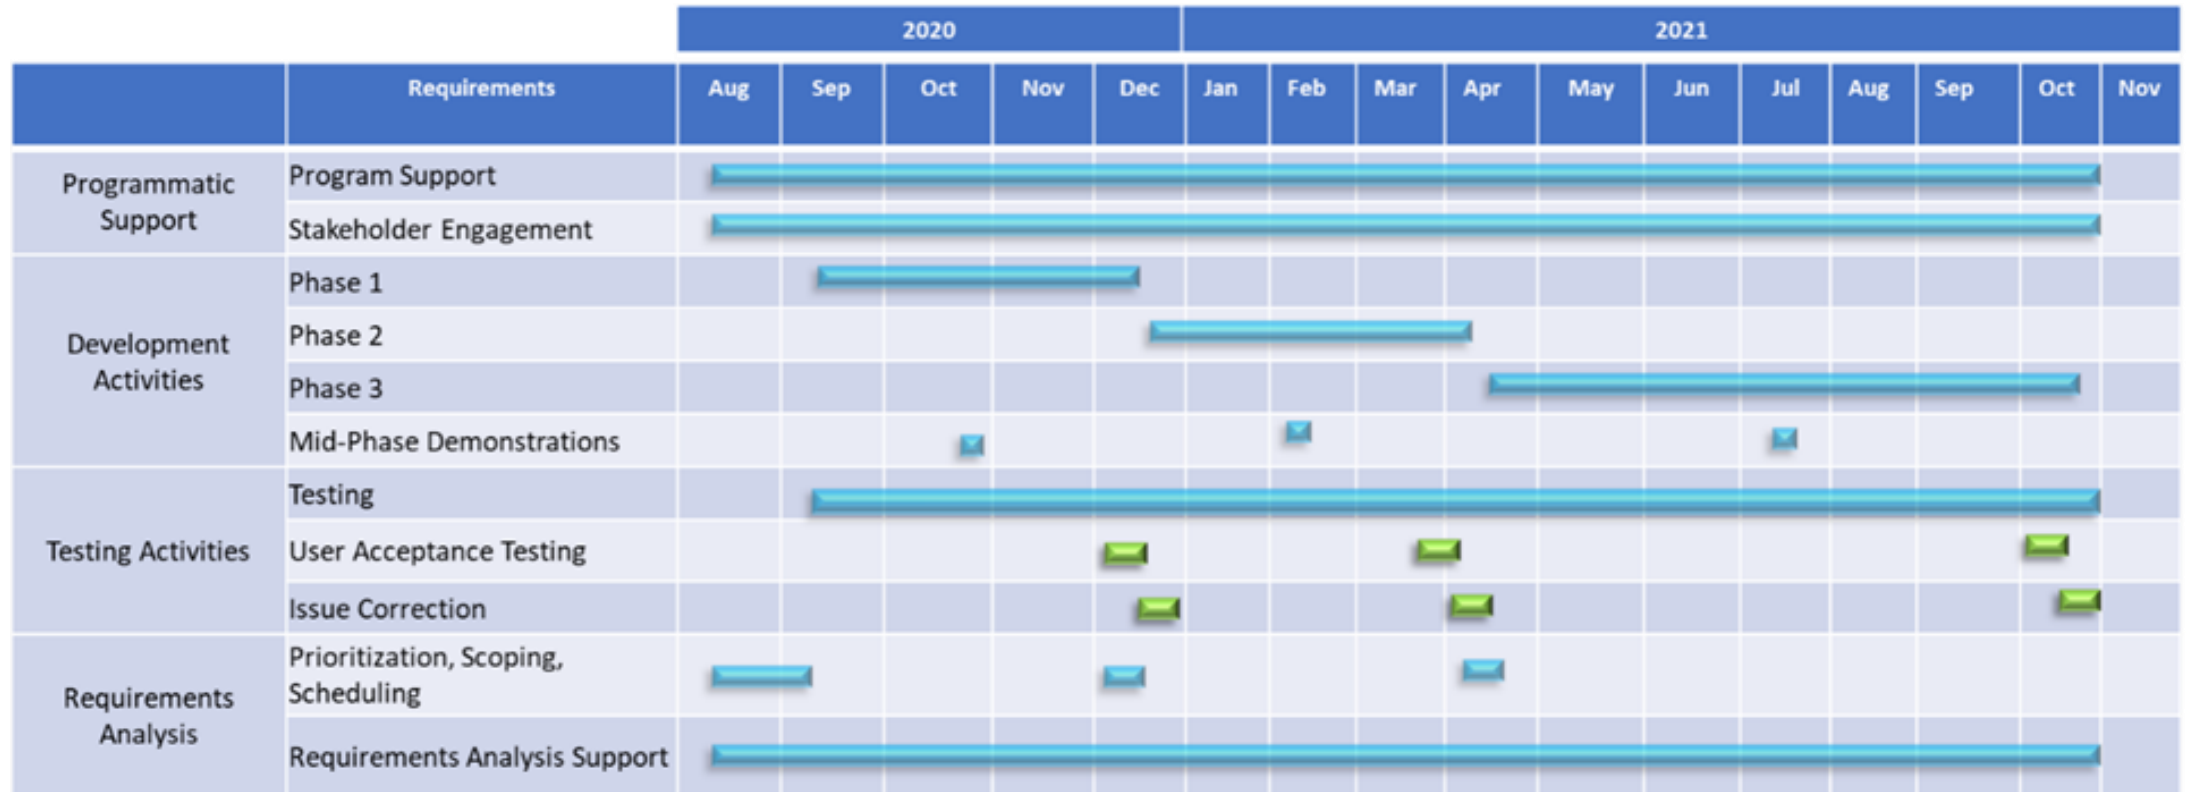 2020 2021
Requirements Aug Sep Oct Nov Dec Jan Feb Mar Apr May Jun Jul Aug Sep Oct Nov
Programmatic
Support
Program Support
Stakeholder Engagement
Development
Activities
Phase 1
Phase 2
Phase 3
Mid-Phase Demonstrations
Testing Activities
Testing
User Acceptance Testing
Issue Correction
Requirements
Analysis
Prioritization, Scoping,
Scheduling
Requirements Analysis Support